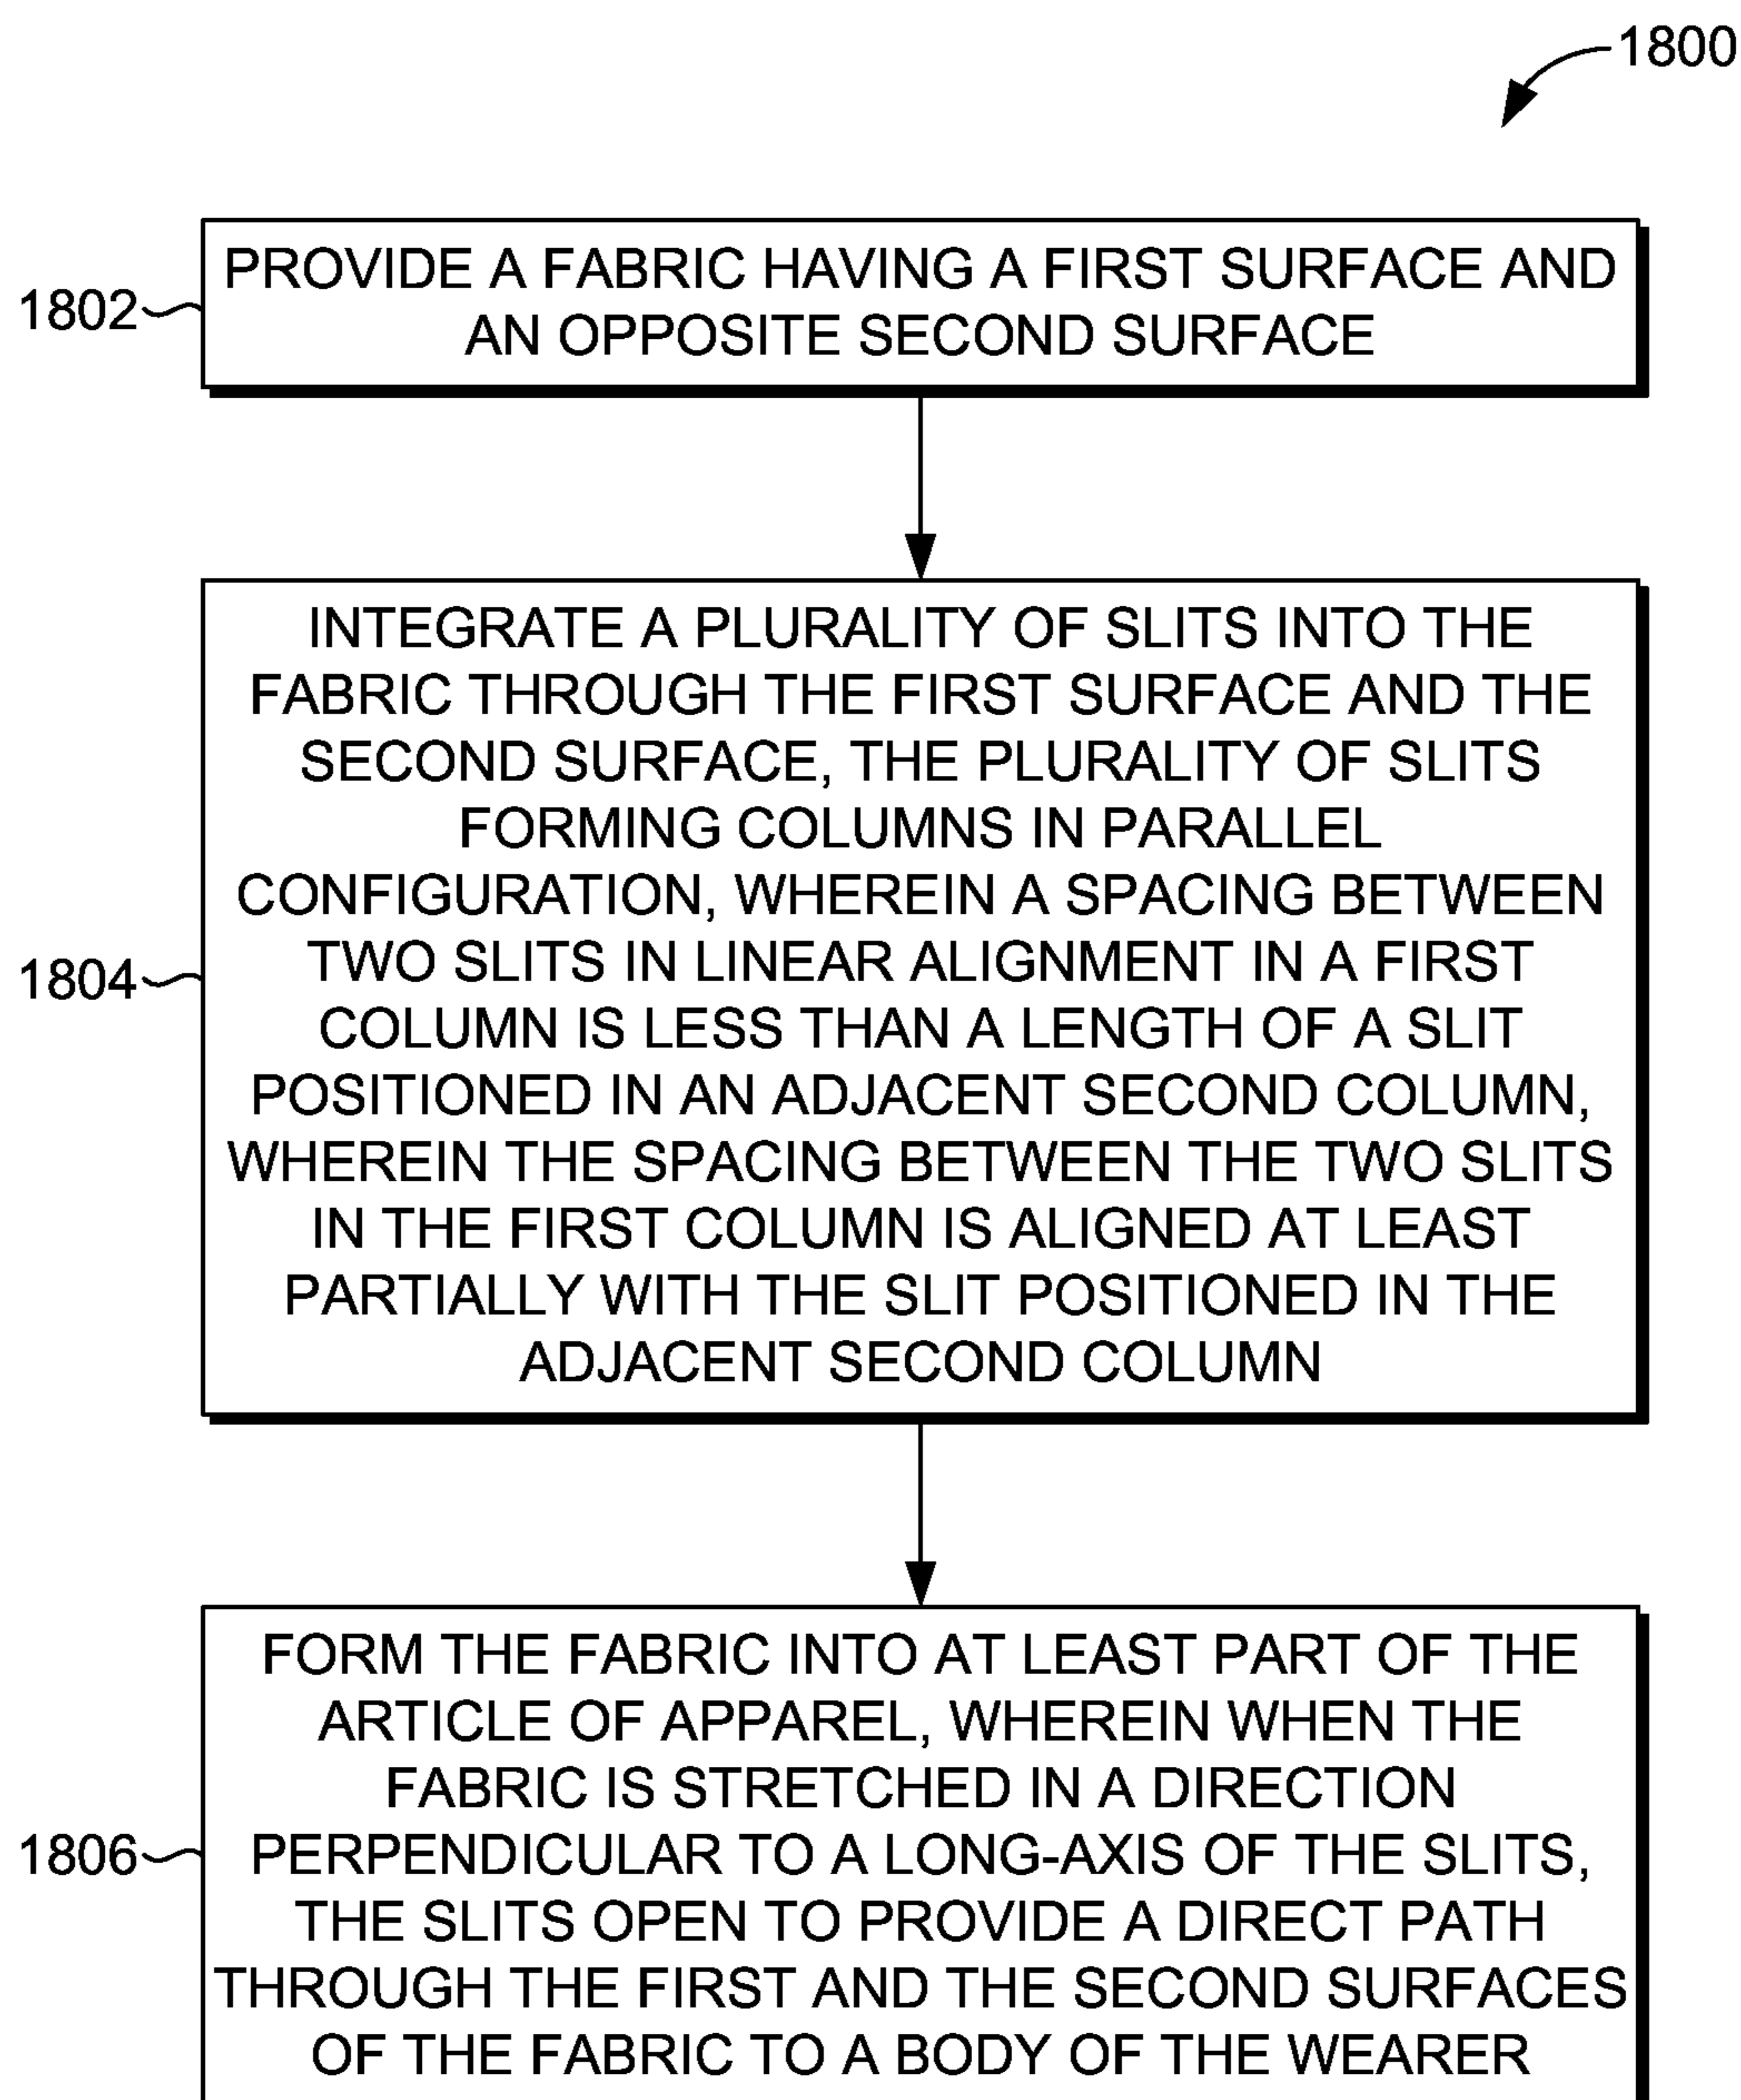 1800
1802
PROVIDE A FABRIC HAVING A FIRST SURFACE AND
AN OPPOSITE SECOND SURFACE
1804
INTEGRATE A PLURALITY OF SLITS INTO THE
FABRIC THROUGH THE FIRST SURFACE AND THE
SECOND SURFACE, THE PLURALITY OF SLITS
FORMING COLUMNS IN PARALLEL
CONFIGURATION, WHEREIN A SPACING BETWEEN
TWO SLITS IN LINEAR ALIGNMENT IN A FIRST
COLUMN IS LESS THAN A LENGTH OF A SLIT
POSITIONED IN AN ADJACENT SECOND COLUMN,
WHEREIN THE SPACING BETWEEN THE TWO SLITS
IN THE FIRST COLUMN IS ALIGNED AT LEAST
PARTIALLY WITH THE SLIT POSITIONED IN THE
ADJACENT SECOND COLUMN
1806
FORM THE FABRIC INTO AT LEAST PART OF THE
ARTICLE OF APPAREL, WHEREIN WHEN THE
FABRIC IS STRETCHED IN A DIRECTION
PERPENDICULAR TO A LONG-AXIS OF THE SLITS,
THE SLITS OPEN TO PROVIDE A DIRECT PATH
THROUGH THE FIRST AND THE SECOND SURFACES
OF THE FABRIC TO A BODY OF THE WEARER